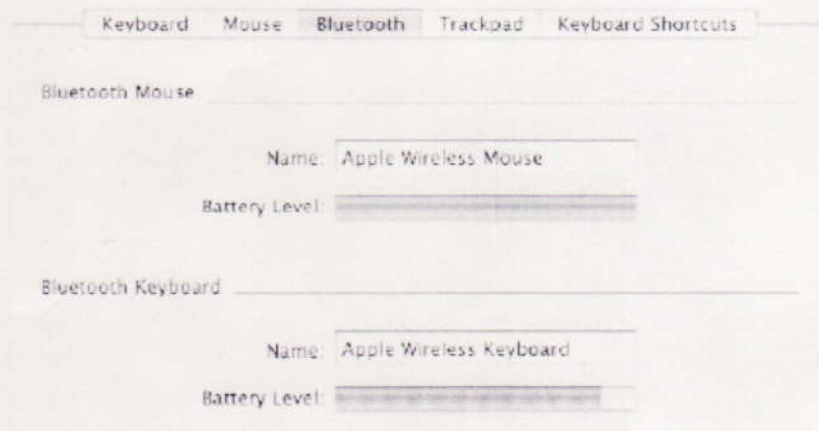 Keyboard Mouse Bluetooth Trackpad Keyboard Shortcuts
Bluetooth Mouse
Name: Apple Wireless Mouse
Battery Level:
Bluetooth Keyboard
Name: Apple Wireless Keyboard
Battery Level: